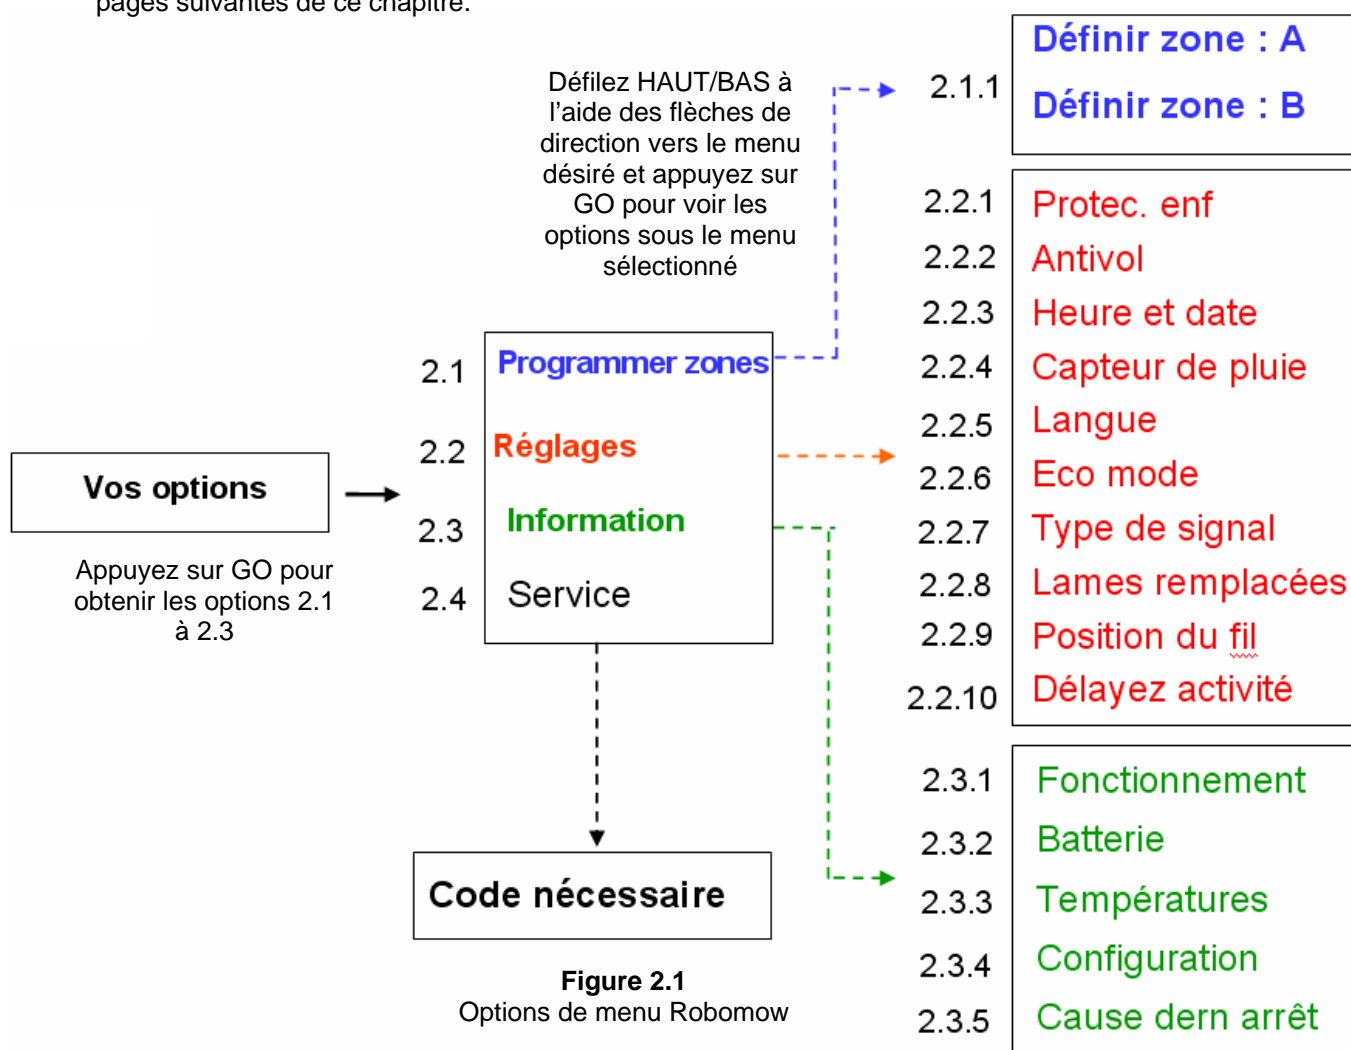 pages suivantes de ce chapitre.
Défilez HAUT/BAS à
l'aide des flèches de
direction vers le menu
désiré et appuyez sur
GO pour voir les
options sous le menu
sélectionné
Vos options
Appuyez sur GO pour
obtenir les options 2.1
à 2.3
2.1 Programmer zones
2.2 Réglages
2.3 Information
2.4 Service
Code nécessaire
2.1.1
Définir zone : A
Définir zone : B
2.2.1 Protec. enf
2.2.2 Antivol
2.2.3 Heure et date
2.2.4 Capteur de pluie
2.2.5 Langue
2.2.6 Eco mode
2.2.7 Type de signal
2.2.8 Lames remplacées
2.2.9 Position du fil
2.2.10 Délayez activité
2.3.1 Fonctionnement
2.3.2 Batterie
2.3.3 Températures
2.3.4 Configuration
2.3.5 Cause dern arrêt
Figure 2.1
Options de menu Robomow